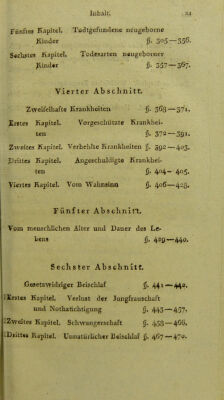 Inhalt.
Fünftes Kapitel. Todtgefundene neugeborne
Kinder §. 305—356.
Sechstes Kapitel. Todesarten neugeborner
Kinder §. 357—367.
Vierter Abschnitt.
Zweifelhafte Krankheiten §. 368—371.
Erstes Kapitel. Vorgeschützte Krankhei-
ten §. 372—391.
Zweites Kapitel. Verhehlte Krankheiten §. 392—403.
Drittes Kapitel. Angeschuldigte Krankhei-
ten §. 404—405.
Viertes Kapitel. Vom Wahnsinn §. 406—428.
Fünfter Abschnitt.
Vom menschlichen Alter und Dauer des Le-
bens §. 429—440.
Sechster Abschnitt.
Gesetzwidriger Beischlaf §. 441—442.
Erstes Kapitel. Verlust der Jungfrauschaft
und Nothzüchtigung §. 443—457.
Zweites Kapitel. Schwangerschaft §. 458—466.
Drittes Kapitel. Unnatürlicher Beischlaf §. 467—470.